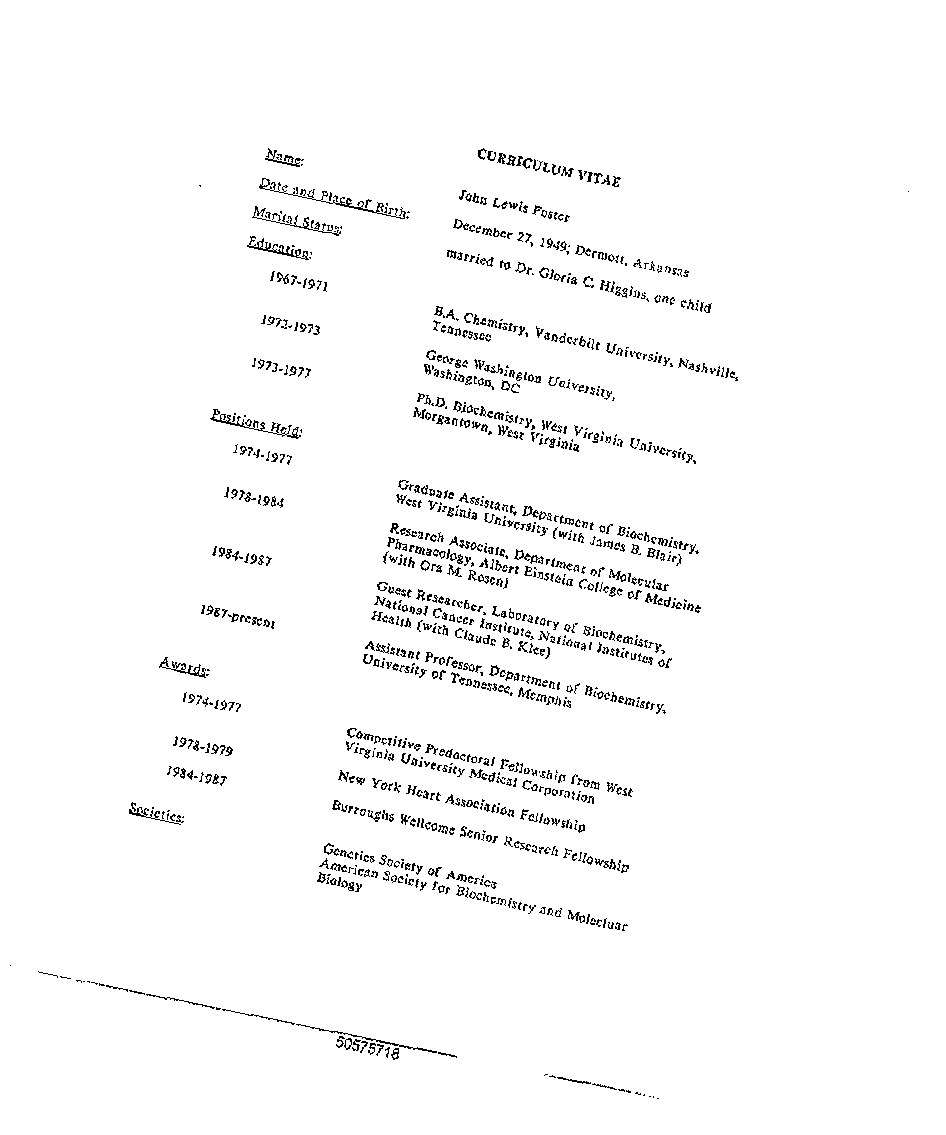 CURRICULUM VITAE
Name: John Lewis Foster
Date and Place of Birth: December 27, 1949; Dermott, Arkansas
Marital Status: married to Dr. Gloria C. Higgins, one child
Education:
1967-1971 B.A. Chemistry, Vanderbilt University, Nashville,
Tennessee
1972-1973 George Washington University,
Washington, DC
1973-1977 Ph.D. Biochemistry, West Virginia University,
Morgantown, West Virginia
Positions Held:
1974-1977 Graduate Assistant, Department of Biochemistry,
West Virginia University (with James B. Blair)
1978-1984 Research Associate, Department of Molecular
Pharmacology, Albert Einstein College of Medicine
(with Ora M. Rosen)
1984-1987 Guest Researcher, Laboratory of Biochemistry,
National Cancer Institute, National Institutes of
Health (with Claude B. Klee)
1987-present Assistant Professor, Department of Biochemistry,
University of Tennessee, Memphis
Awards:
1974-1977 Competitive Predoctoral Fellowship from West
Virginia University Medical Corporation
1978-1979 New York Heart Association Fellowship
1984-1987 Burroughs Wellcome Senior Research Fellowship
Societies:
Genetics Society of America
American Society for Biochemistry and Molecluar
Biology
50575718